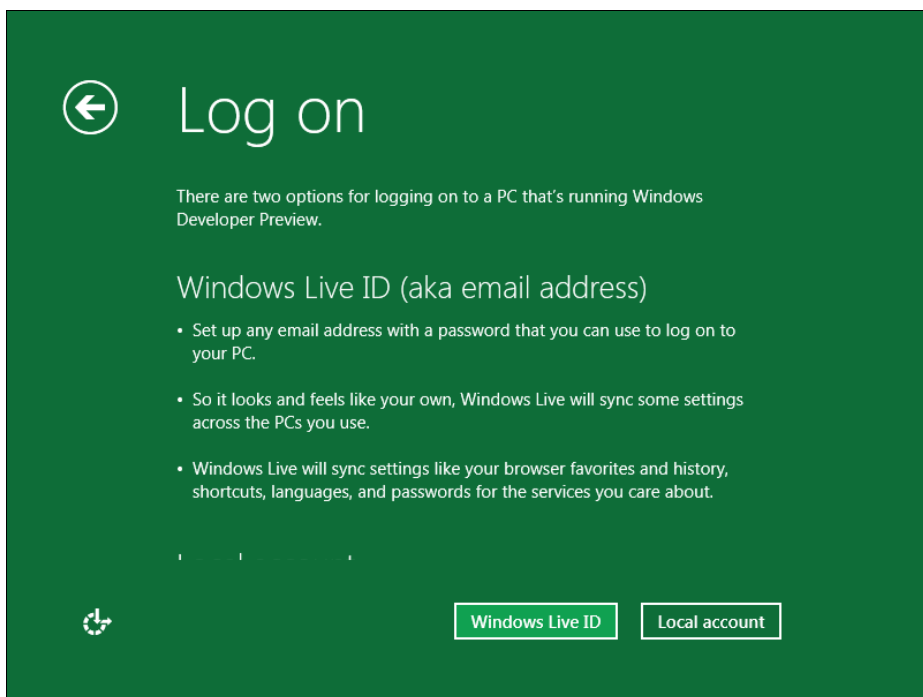 Log on
There are two options for logging on to a PC that's running Windows
Developer Preview.
Windows Live ID (aka email address)
• Set up any email address with a password that you can use to log on to
your PC.
• So it looks and feels like your own, Windows Live will sync some settings
across the PCs you use.
• Windows Live will sync settings like your browser favorites and history,
shortcuts, languages, and passwords for the services you care about.
Windows Live ID Local account